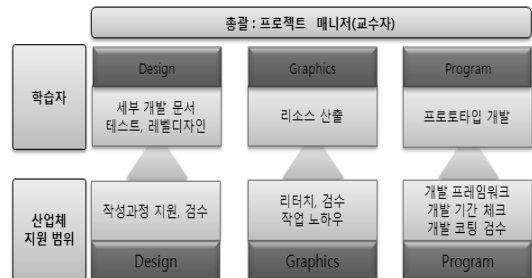 총괄 : 프로젝트 매니저(교수자)
학습자
Design
Graphics
Program
세부 개발 문서
테스트, 레벨디자인
리소스 산출
프로토타입 개발
산업체
지원 범위
작성과정 지원, 검수
리터치, 검수
작업 노하우
개발 프레임워크
개발 기간 체크
개발 코팅 검수
Design
Graphics
Program